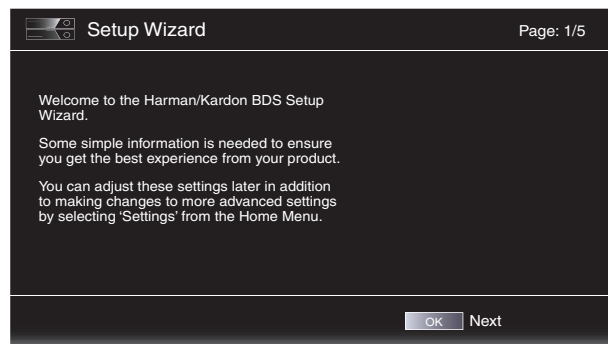 Setup Wizard
Page: 1/5
Welcome to the Harman/Kardon BDS Setup
Wizard.
Some simple information is needed to ensure
you get the best experience from your product.
You can adjust these settings later in addition
to making changes to more advanced settings
by selecting ‘Settings’ from the Home Menu.
OK Next